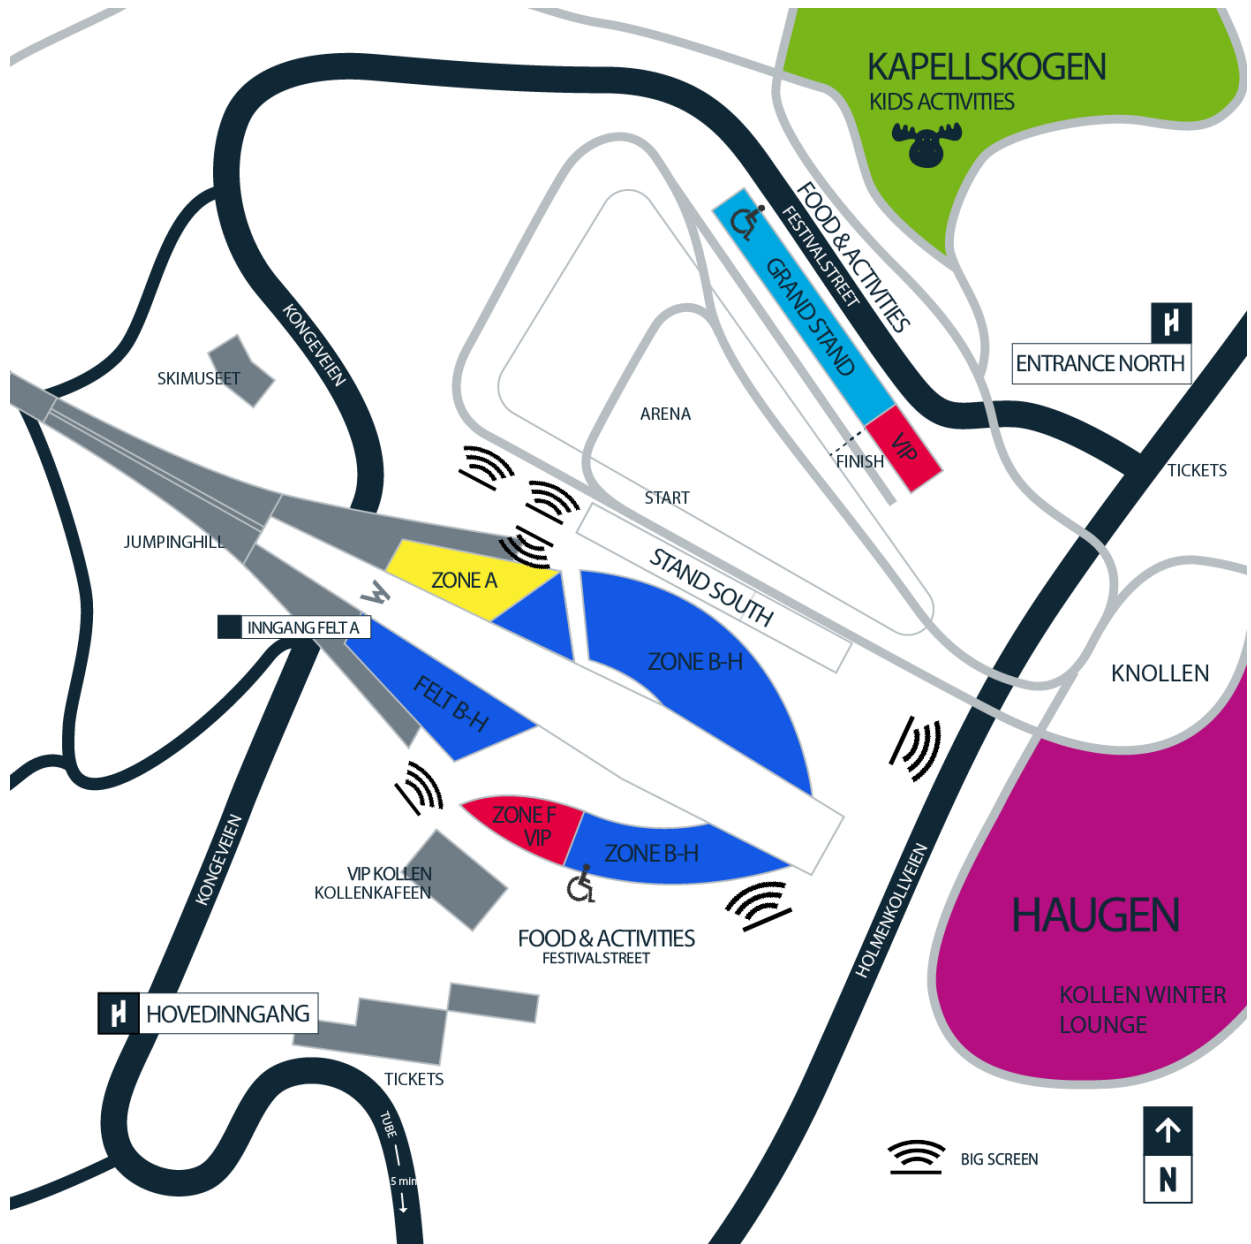 KAPELLSKOGEN
KIDS ACTIVITIES
FOOD & ACTIVITIES
FESTIVALSTREET
GRAND STAND
VIP
FINISH
ENTRANCE NORTH
TICKETS
KONGEVEIEN
SKIMUSEET
ARENA
START
JUMPINGHILL
ZONE A
STAND SOUTH
INNGANG FELT A
ZONE B-H
FELT B-H
KNOLLEN
ZONE F
VIP
ZONE B-H
KONGEVEIEN
VIP KOLLEN
KOLLENKAFEEN
HOLMENKOLLVEIEN
HAUGEN
FOOD & ACTIVITIES
FESTIVALSTREET
KOLLEN WINTER
LOUNGE
HOVEDINNGANG
TICKETS
TUBE
5 min
BIG SCREEN
N